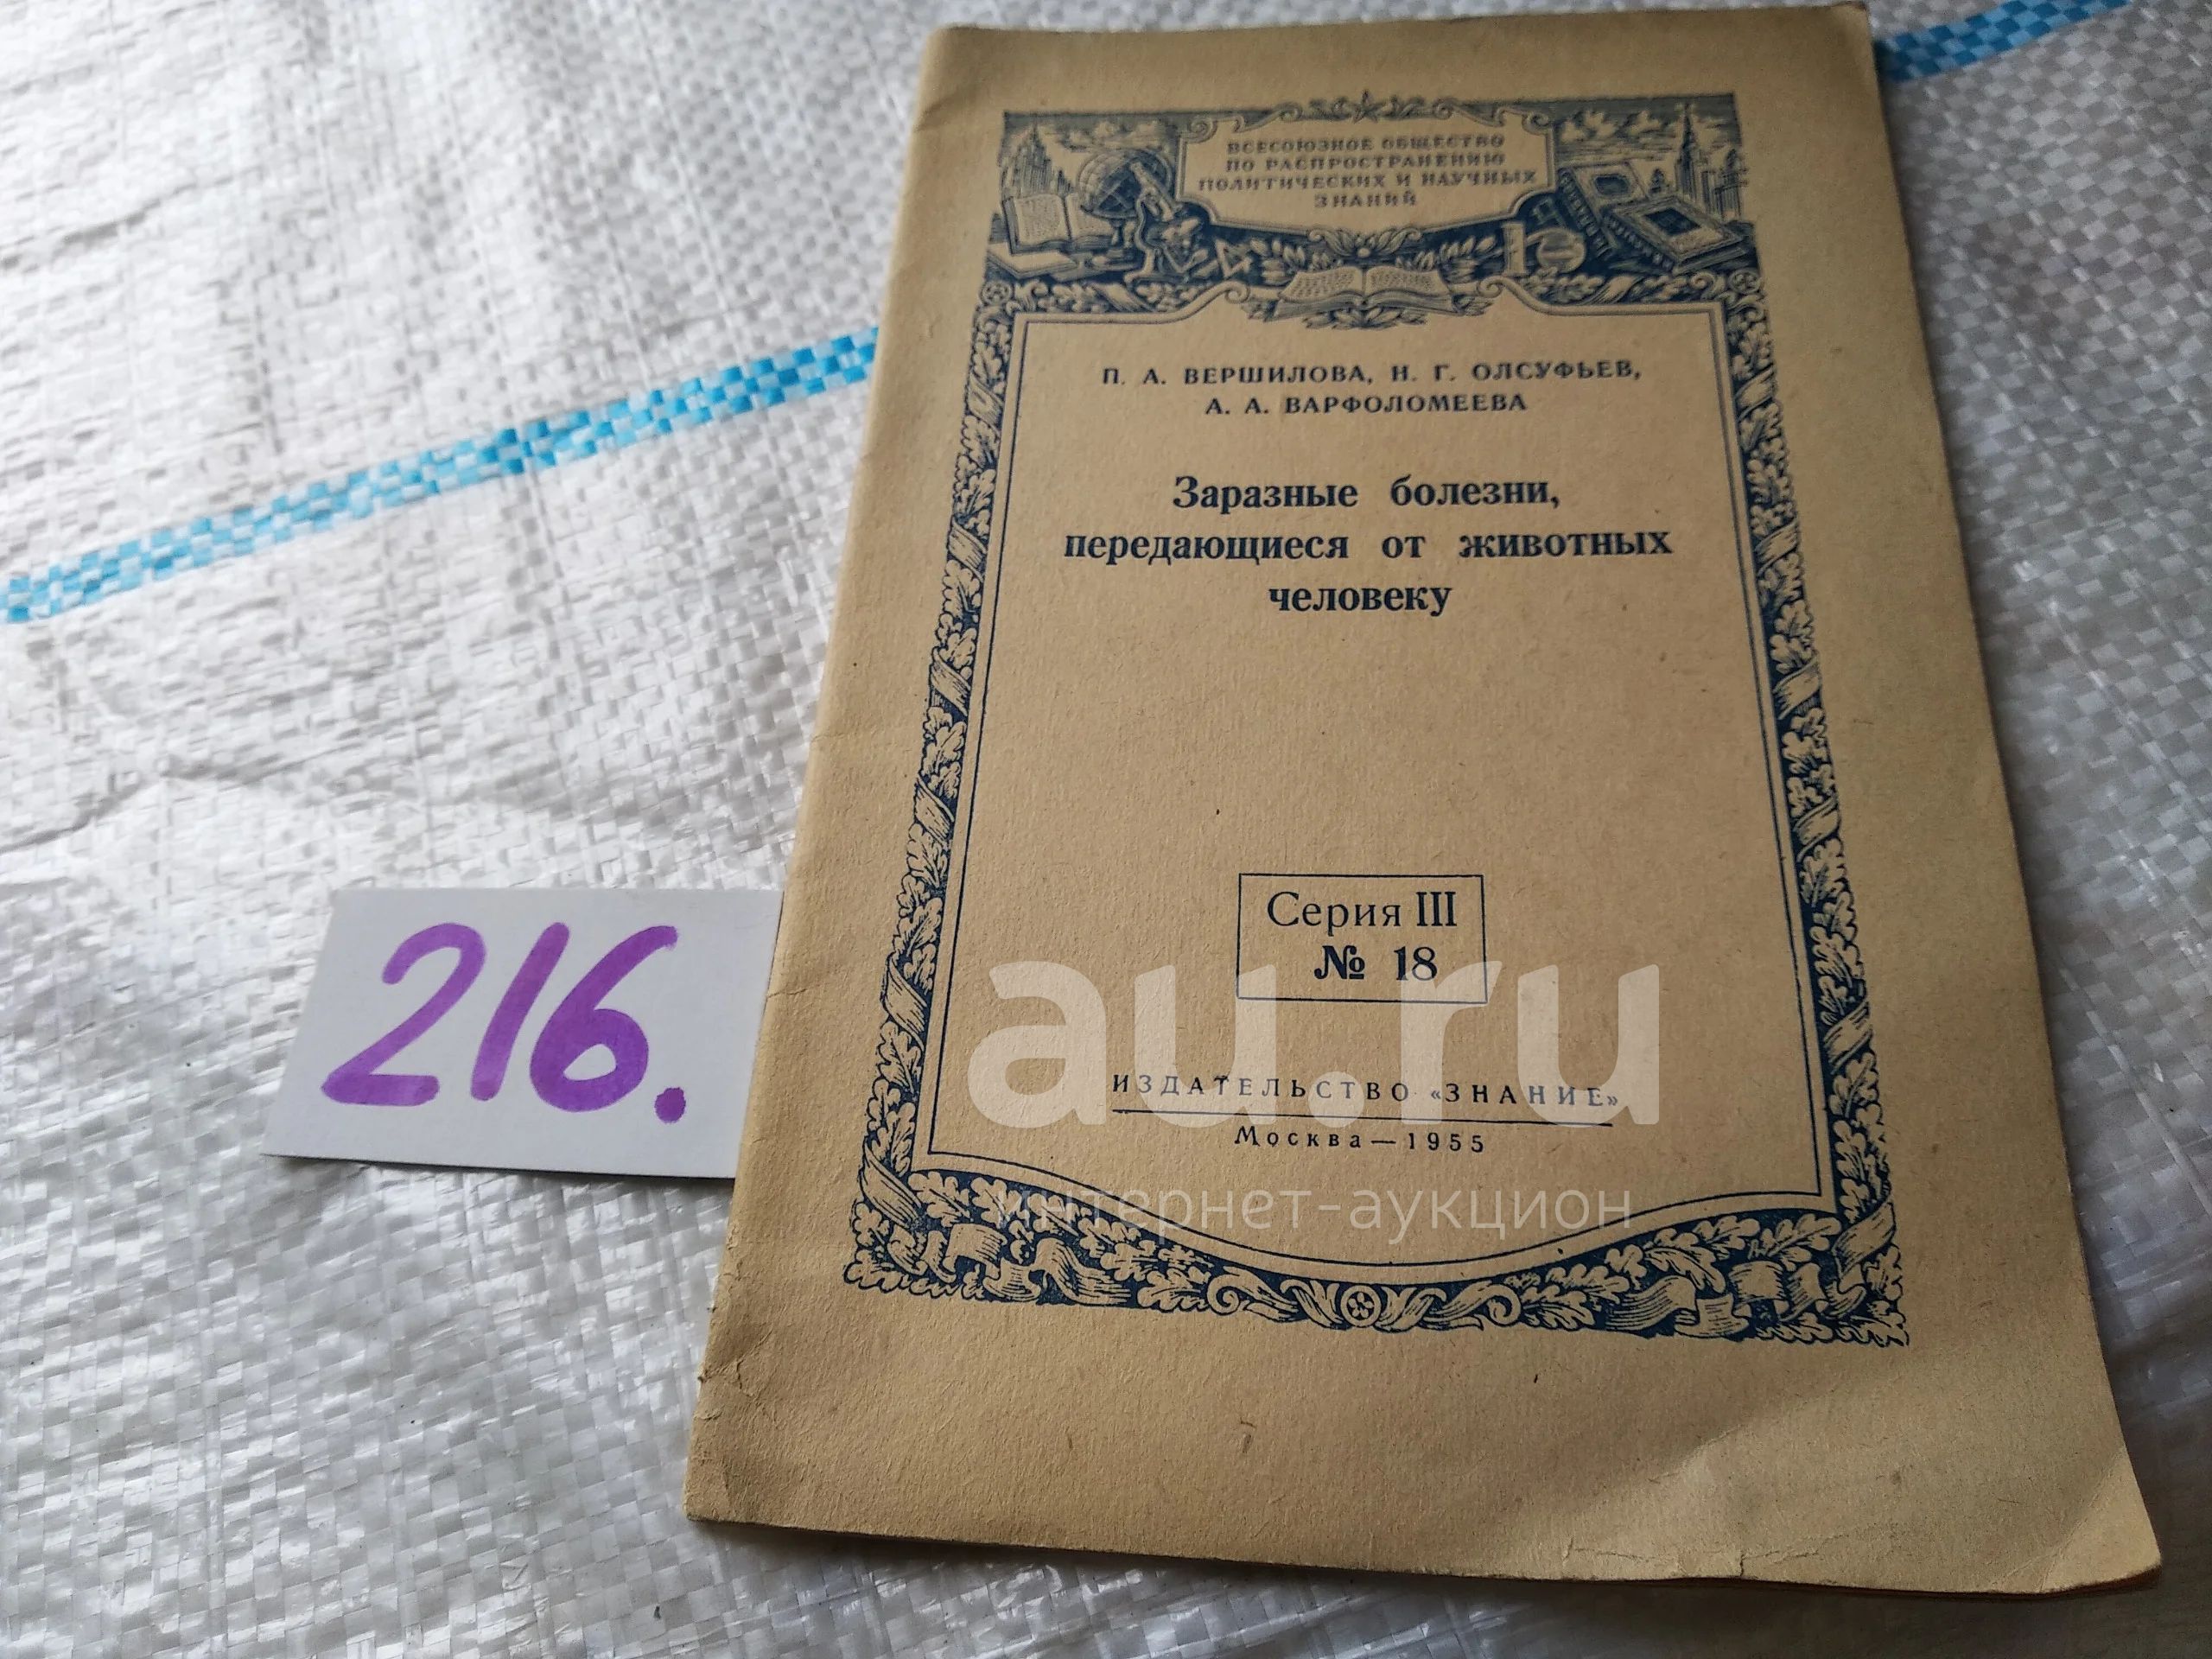 ВСЕСОЮЗНОЕ ОБЩЕСТВО
ПО РАСПРОСТРАНЕНИЮ
ПОЛИТИЧЕСКИХ И НАУЧНЫХ
ЗНАНИЙ
П. А. ВЕРШИЛОВА, Н. Г. ОЛСУФЬЕВ,
А. А. ВАРФОЛОМЕЕВА
Заразные болезни,
передающиеся от животных
человеку
Серия III
№ 18
ИЗДАТЕЛЬСТВО «ЗНАНИЕ»
Москва—1955
216.
au.ru
интернет-аукцион